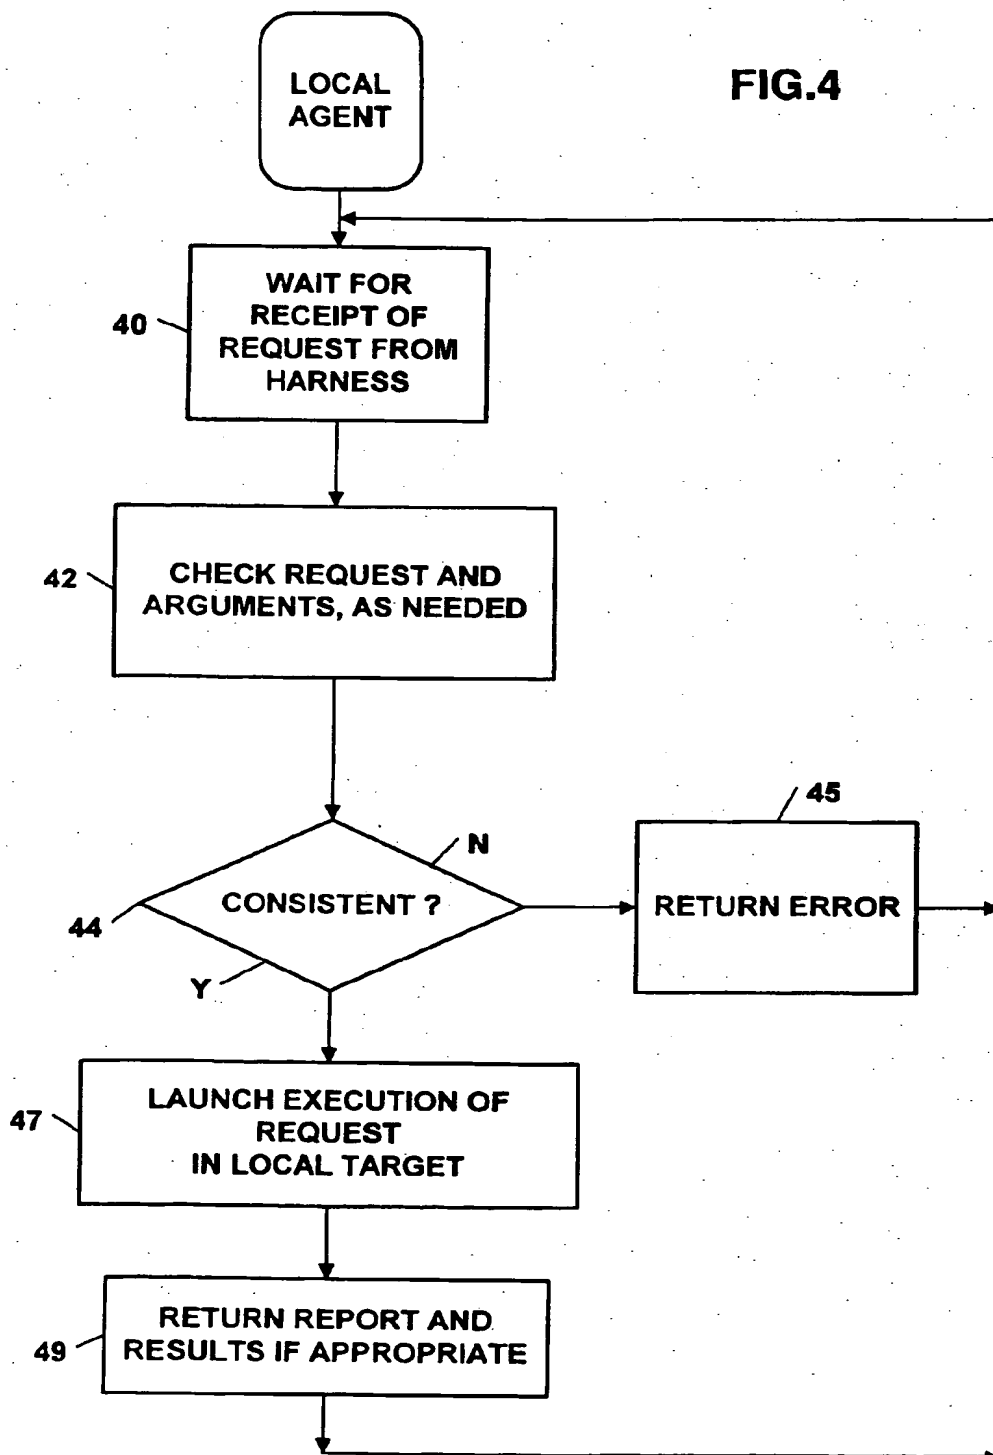 FIG.4
LOCAL
AGENT
40
WAIT FOR
RECEIPT OF
REQUEST FROM
HARNESS
42
CHECK REQUEST AND
ARGUMENTS, AS NEEDED
44
CONSISTENT ?
N
Y
45
RETURN ERROR
47
LAUNCH EXECUTION OF
REQUEST
IN LOCAL TARGET
49
RETURN REPORT AND
RESULTS IF APPROPRIATE